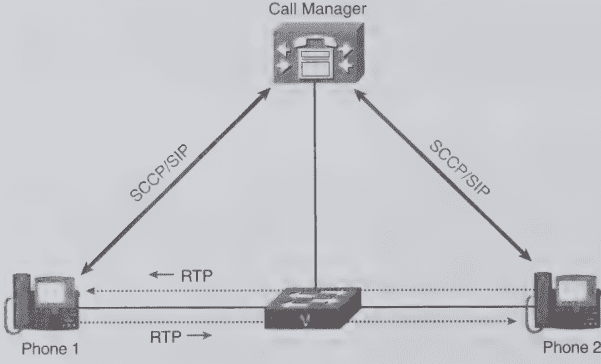 Call Manager
SCCP/SIP
SCCP/SIP
← RTP
V
RTP →
Phone 1
Phone 2